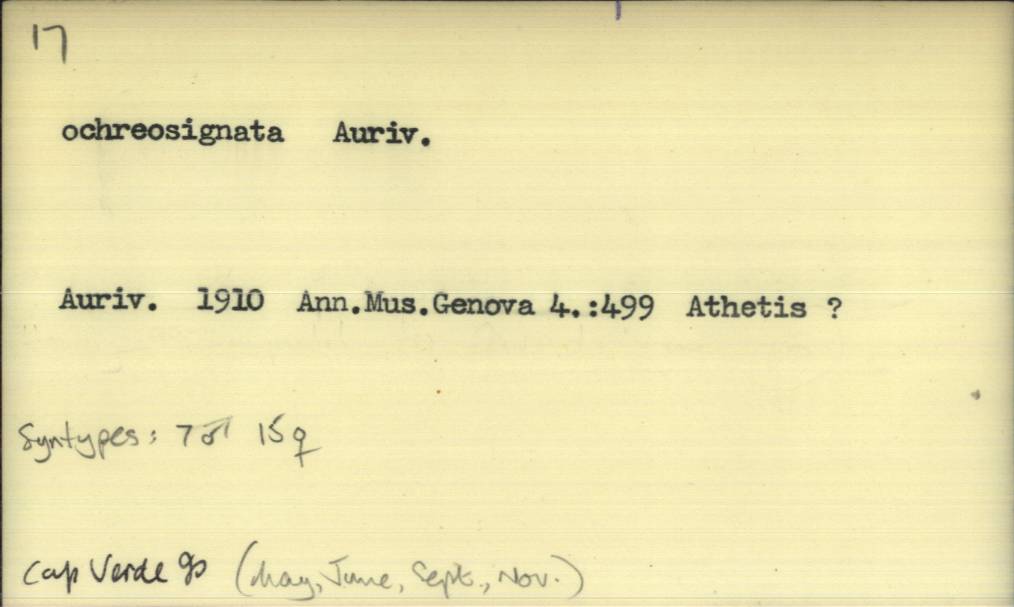 17
ochreosignata Auriv.
Auriv. 1910 Ann.Mus.Genova 4.:499 Athetis ?
Syntypes: 7♂ 15♀
Cap Verde (May, June, Sept., Nov.)